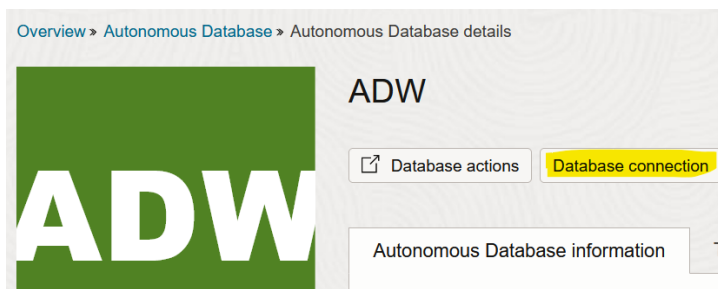 Overview » Autonomous Database » Autonomous Database details
ADW
ADW
Database actions
Database connection
Autonomous Database information